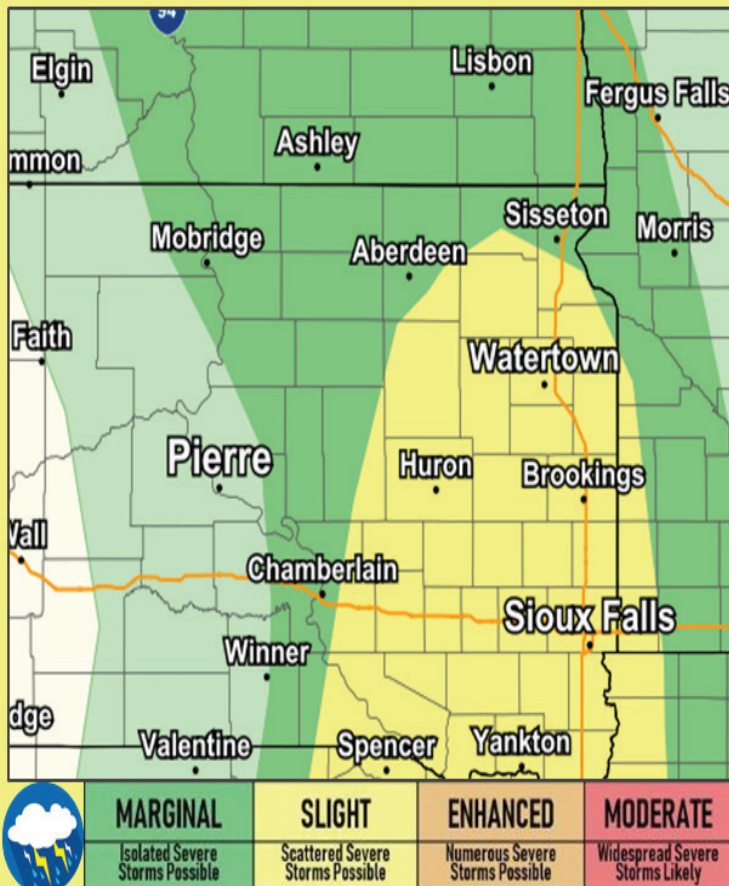 94
Elgin
Lisbon
Fergus Falls
mmon
Ashley
Mobridge
Aberdeen
Sisseton
Morris
Faith
Watertown
Pierre
Huron
Brookings
Wall
Chamberlain
Sioux Falls
Winner
dge
Valentine
Spencer
Yankton
MARGINAL
Isolated Severe
Storms Possible
SLIGHT
Scattered Severe
Storms Possible
ENHANCED
Numerous Severe
Storms Possible
MODERATE
Widespread Severe
Storms Likely